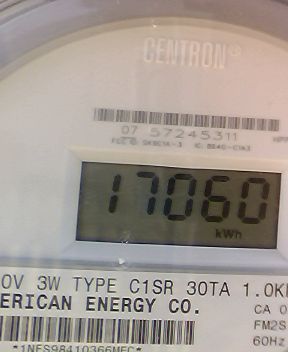 CENTRON®
07 57245311
17060
kWh
0V 3W TYPE C1SR 30TA 1.0K
ERICAN ENERGY CO.
CA 0
FM2S
60Hz
*1NES98410366MEC*